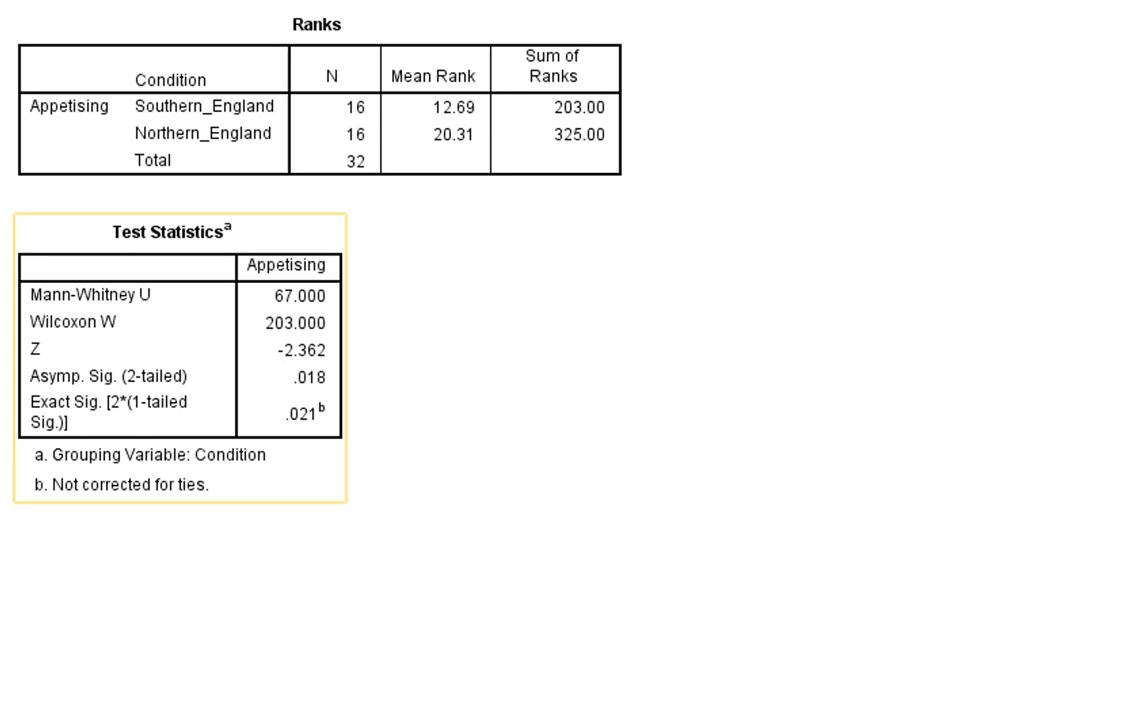 Ranks
Condition N Mean Rank Sum of Ranks
Appetising Southern_England 16 12.69 203.00
Northern_England 16 20.31 325.00
Total 32
Test Statistics a
Appetising
Mann-Whitney U 67.000
Wilcoxon W 203.000
Z -2.362
Asymp. Sig. (2-tailed) .018
Exact Sig. [2*(1-tailed
Sig.)] .021 b
a. Grouping Variable: Condition
b. Not corrected for ties.